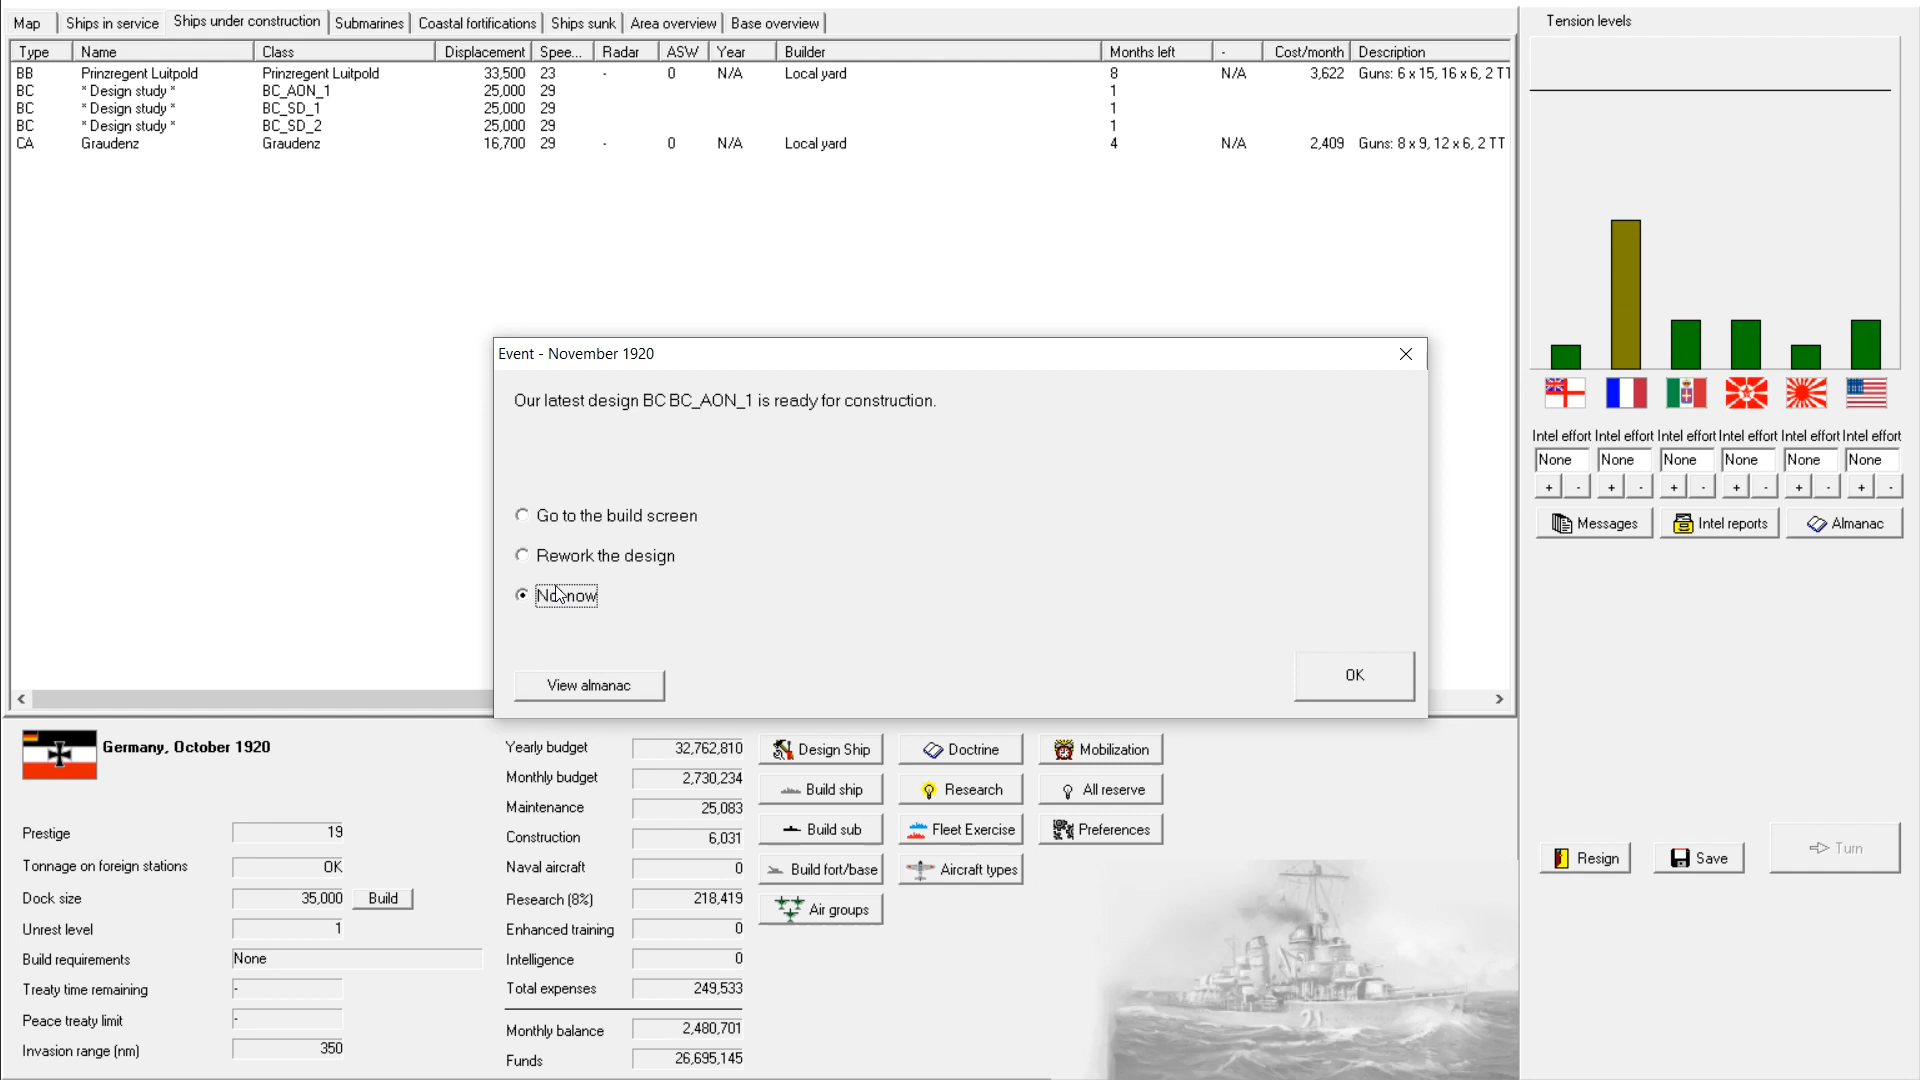 Map Ships in service Ships under construction Submarines Coastal fortifications Ships sunk Area overview Base overview
Type Name Class Displacement Spee... Radar ASW Year Builder Months left - Cost/month Description
BB Prinzregent Luitpold Prinzregent Luitpold 33,500 23 - 0 N/A Local yard 8 N/A 3,622 Guns: 6 x 15, 16 x 6, 2 TT
BC * Design study * BC_AON_1 25,000 29 1
BC * Design study * BC_SD_1 25,000 29 1
BC * Design study * BC_SD_2 25,000 29 1
CA Graudenz Graudenz 16,700 29 - 0 N/A Local yard 4 N/A 2,409 Guns: 8 x 9, 12 x 6, 2 TT
Event - November 1920
Our latest design BC BC_AON_1 is ready for construction.
Go to the build screen
Rework the design
now
View almanac
OK
Tension levels
Intel effort Intel effort Intel effort Intel effort Intel effort Intel effort
None None None None None None
+ - + - + - + - + - + -
Messages Intel reports Almanac
Resign Save Turn
Germany, October 1920
Prestige 19
Tonnage on foreign stations OK
Dock size 35,000 Build
Unrest level 1
Build requirements None
Treaty time remaining -
Peace treaty limit -
Invasion range (nm) 350
Yearly budget 32,762,810
Monthly budget 2,730,234
Maintenance 25,083
Construction 6,031
Naval aircraft 0
Research (8%) 218,419
Enhanced training 0
Intelligence 0
Total expenses 249,533
Monthly balance 2,480,701
Funds 26,695,145
Design Ship Doctrine Mobilization
Build ship Research All reserve
Build sub Fleet Exercise Preferences
Build fort/base Aircraft types
Air groups
21